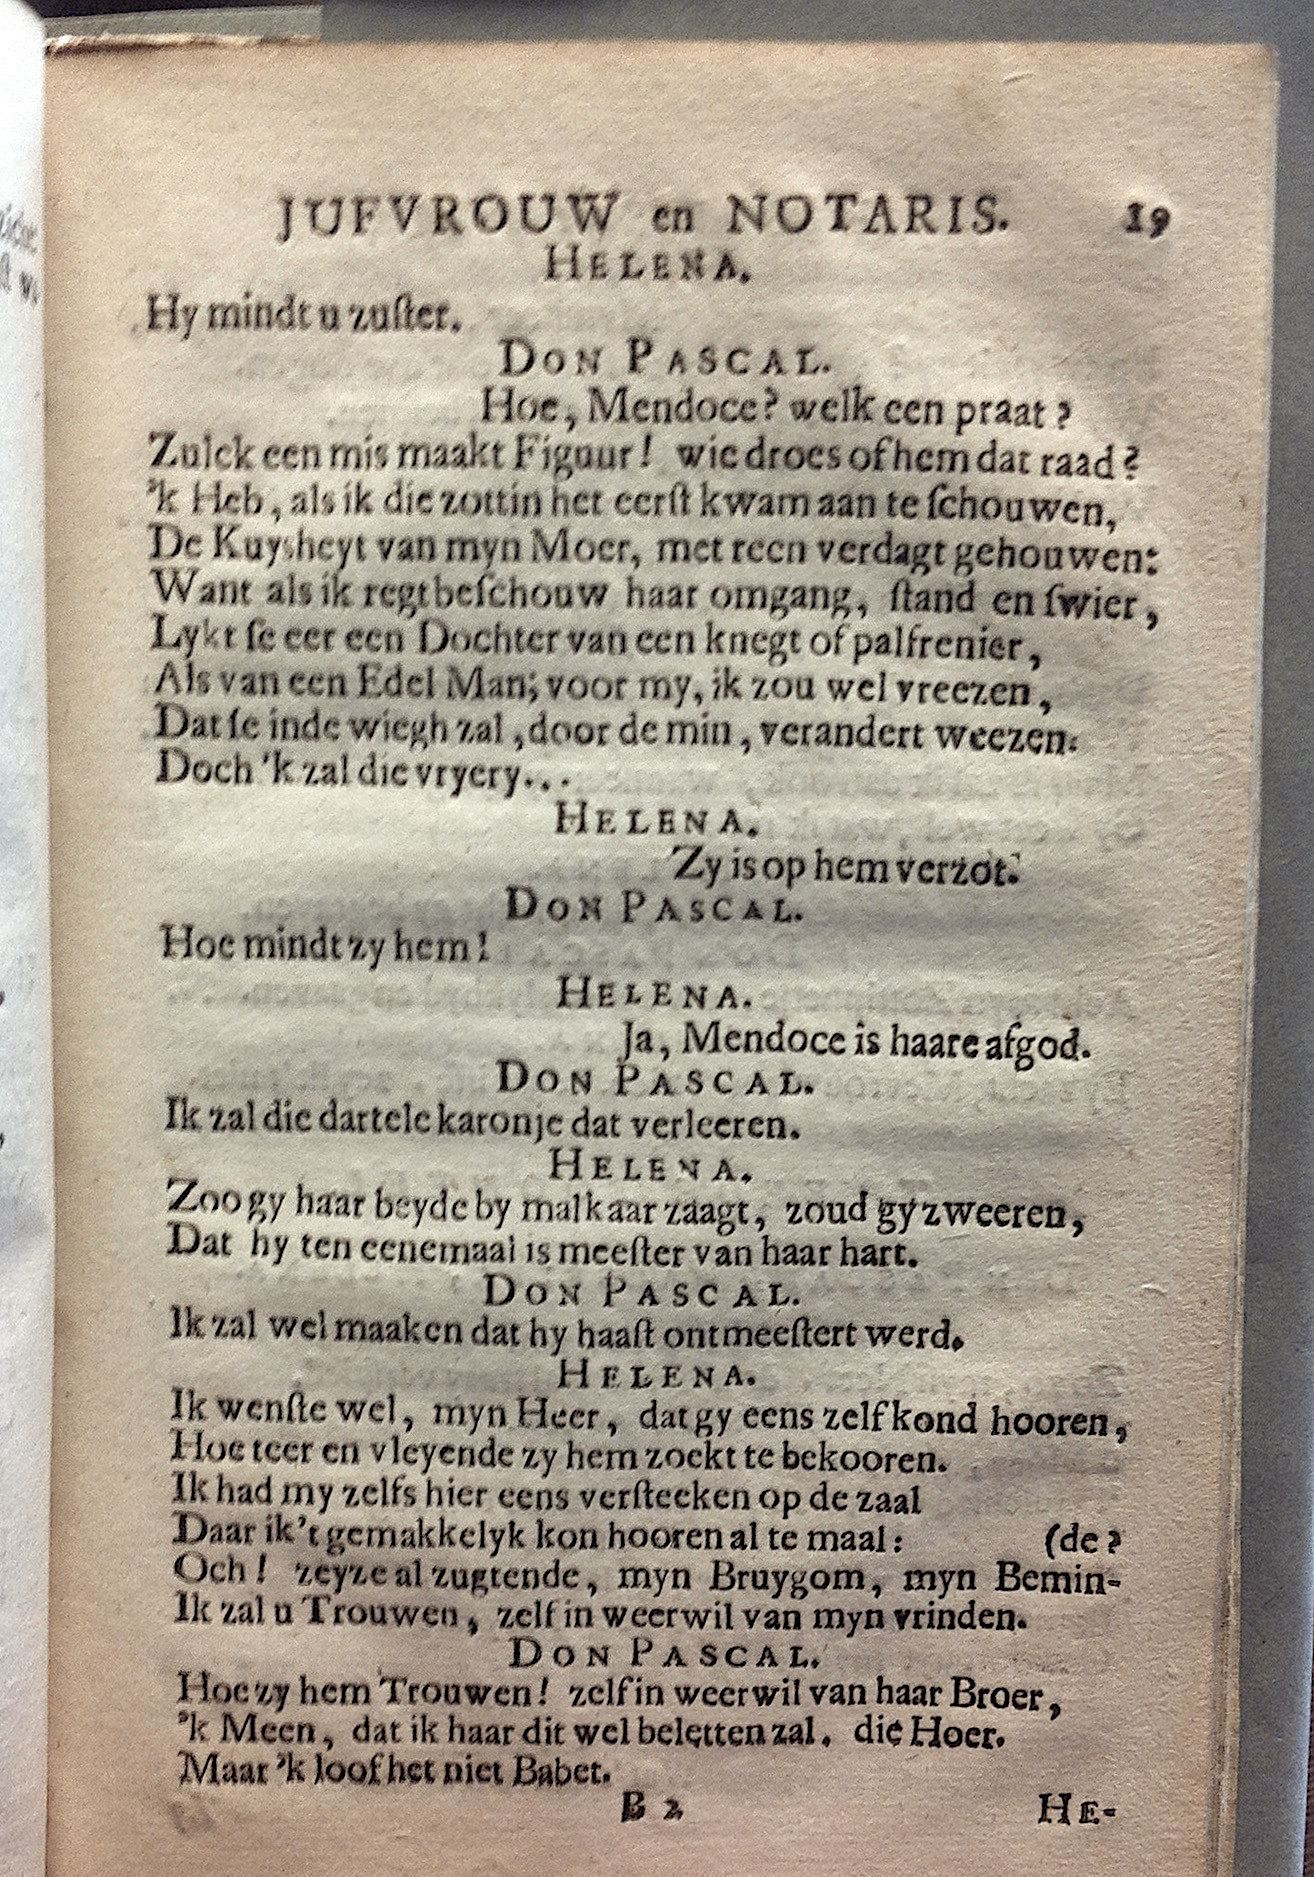 JUFVROUW en NOTARIS. 19
HELENA.
Hy mindt u zuſter.
DON PASCAL.
Hoe, Mendoce? welk een praat?
Zulck een mis maakt Figuur! wie droes of hem dat raad?
'k Heb, als ik die zottin het eerſt kwam aan te ſchouwen,
De Kuysheyt van myn Moer, met reen verdagt gehouwen:
Want als ik regt beſchouw haar omgang, ſtand en ſwier,
Lykt ſe eer een Dochter van een knegt of palfrenier,
Als van een Edel Man; voor my, ik zou wel vreezen,
Dat ſe inde wiegh zal, door de min, verandert weezen.
Doch 'k zal die vryery...
HELENA.
Zy is op hem verzot.
DON PASCAL.
Hoe mindt zy hem!
HELENA.
Ja, Mendoce is haare afgod.
DON PASCAL.
Ik zal die dartele karonje dat verleeren.
HELENA.
Zoo gy haar beyde by malkaar zaagt, zoud gy zweeren,
Dat hy ten eenemaal is meeſter van haar hart.
DON PASCAL.
Ik zal wel maaken dat hy haaſt ontmeeſtert werd.
HELENA.
Ik wenſte wel, myn Heer, dat gy eens zelf kond hooren,
Hoe teer en vleyende zy hem zoekt te bekooren.
Ik had my zelfs hier eens verſteeken op de zaal
Daar ik 't gemakkelyk kon hooren al te maal: (de?
Och! zeyze al zugtende, myn Bruygom, myn Bemin-
Ik zal u Trouwen, zelf in weerwil van myn vrinden.
DON PASCAL.
Hoe zy hem Trouwen! zelf in weerwil van haar Broer,
'k Meen, dat ik haar dit wel beletten zal. die Hoer.
Maar 'k loof het niet Babet.
B 2 HE-